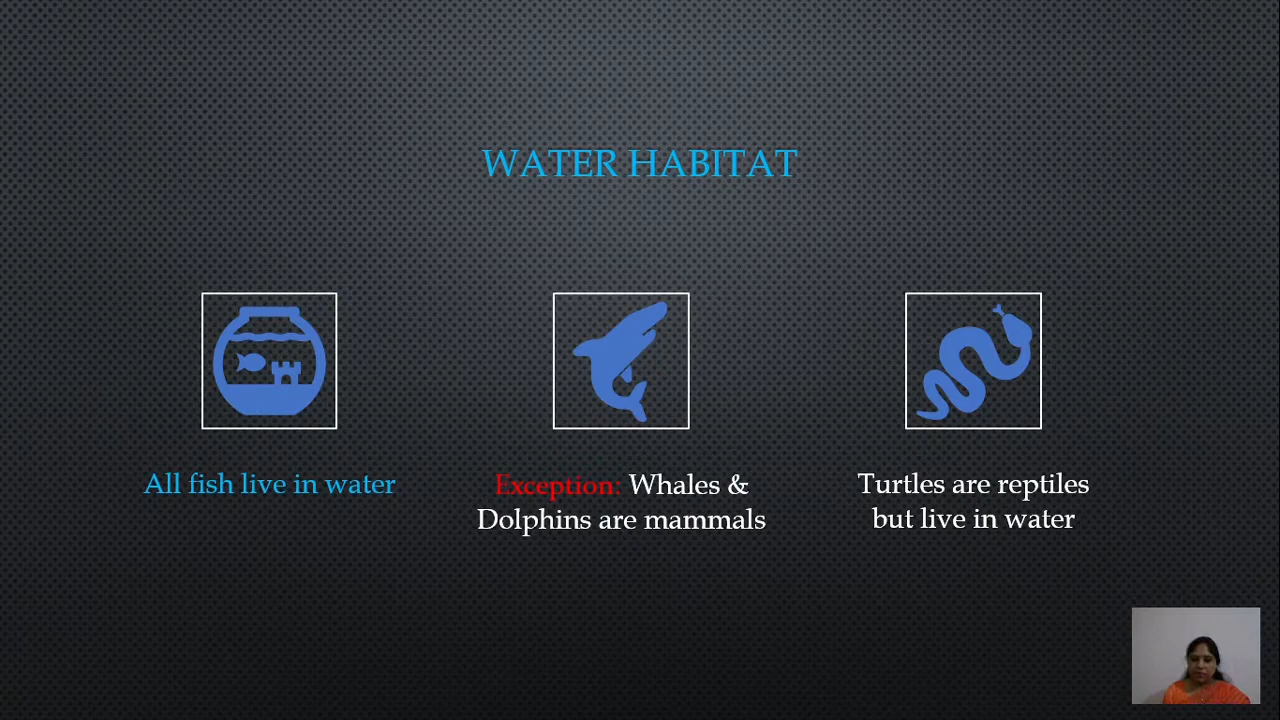 WATER HABITAT
All fish live in water
Exception: Whales &
Dolphins are mammals
Turtles are reptiles
but live in water